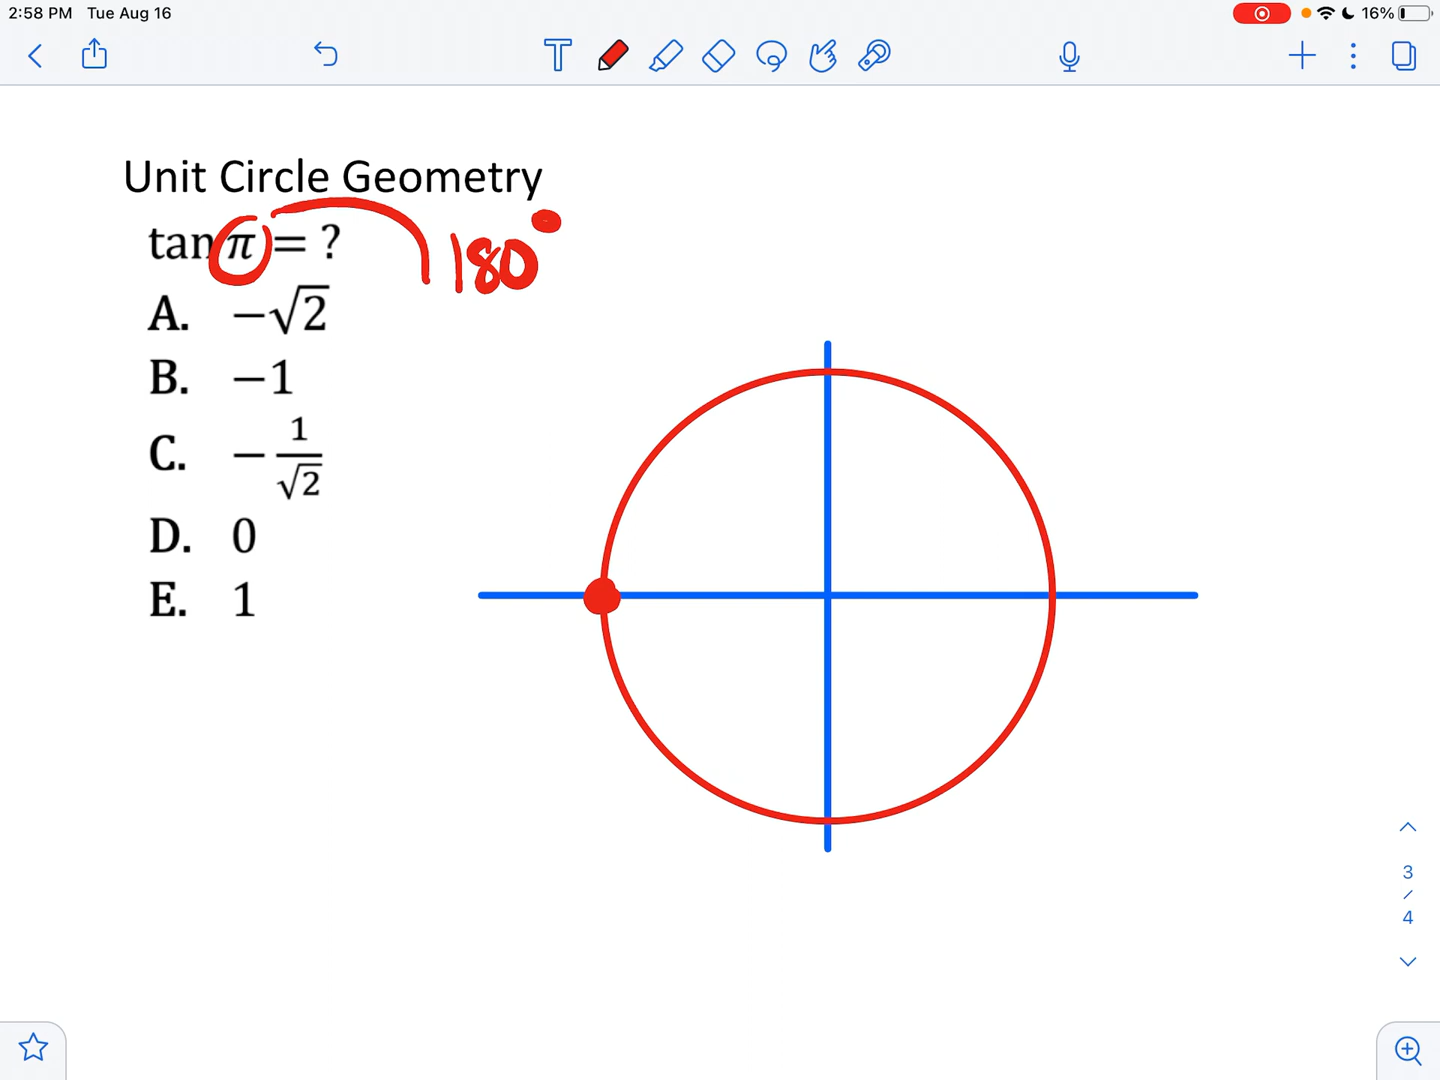 2:58 PM Tue Aug 16 16%
T
Unit Circle Geometry
tan π = ? 180°
A. −√2
B. −1
C. −1/√2
D. 0
E. 1
3
/
4